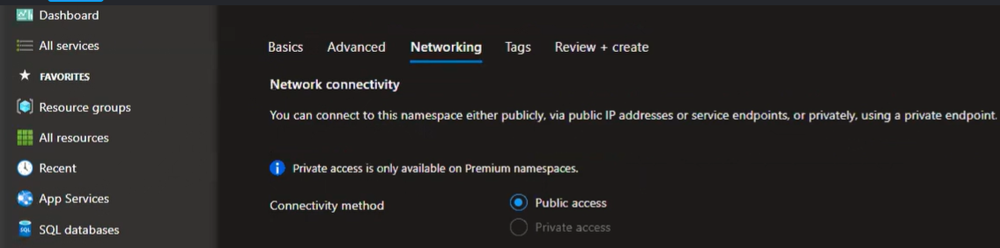 Dashboard
All services
FAVORITES
Resource groups
All resources
Recent
App Services
SQL
SQL databases
Basics Advanced Networking Tags Review + create
Network connectivity
You can connect to this namespace either publicly, via public IP addresses or service endpoints, or privately, using a private endpoint.
Private access is only available on Premium namespaces.
Connectivity method
Public access
Private access